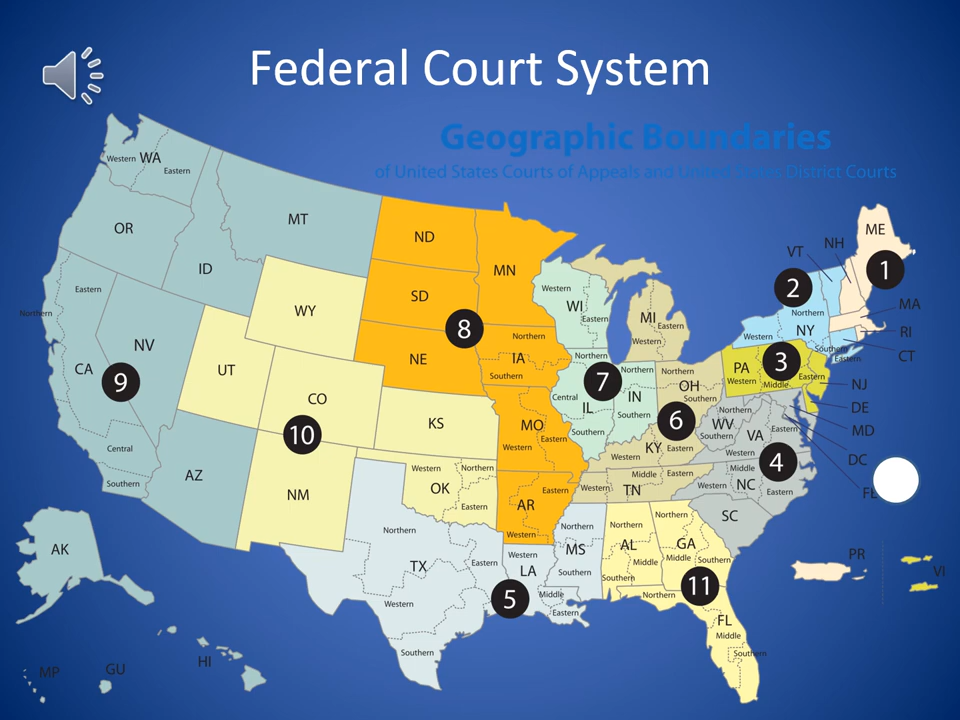 Federal Court System
Geographic Boundaries
of United States Courts of Appeals and United States District Courts
Western WA
Eastern
MT
OR
ID
ND
MN
SD
8
NE
WY
Northern
IA
Southern
Western
WI
Eastern
MI
Eastern
Western
VT
NH
ME
1
2
MA
Northern
NY
Western
RI
Southern
Eastern
CT
Eastern
Northern
NV
CA
9
UT
CO
10
KS
MO
Eastern
Western
Northern
7
Northern
IN
Central
IL
Southern
Southern
Northern
OH
Southern
6
KY
Eastern
Western
PA
3
Western
Middle
Eastern
NJ
DE
MD
DC
FE
Northern
WV
Southern
Eastern
VA
Western
4
Middle
NC
Western
Eastern
SC
Central
Southern
AZ
NM
Western
Northern
OK
Eastern
AR
Eastern
Western
Middle
Eastern
Western
TN
Northern
TX
Eastern
Western
Southern
Western
LA
Middle
Eastern
5
Northern
MS
Southern
Northern
AL
Middle
Southern
Northern
GA
Middle
Southern
11
Northern
FL
Middle
Southern
AK
HI
GU
MP
PR
VI